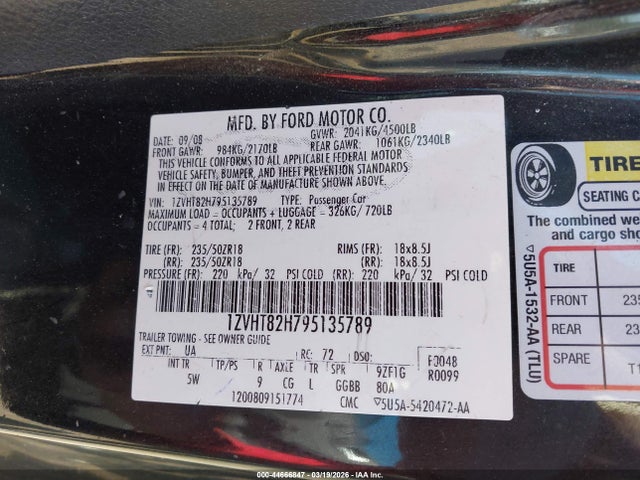 MFD. BY FORD MOTOR CO.
DATE: 09/08 GVWR: 2041KG/4500LB
FRONT GAWR: 984KG/2170LB REAR GAWR: 1061KG/2340LB
THIS VEHICLE CONFORMS TO ALL APPLICABLE FEDERAL MOTOR
VEHICLE SAFETY, BUMPER, AND THEFT PREVENTION STANDARDS
IN EFFECT ON THE DATE OF MANUFACTURE SHOWN ABOVE.
VIN: 1ZVHT82H795135789 TYPE: Passenger Car
MAXIMUM LOAD = OCCUPANTS + LUGGAGE = 326KG/720LB
OCCUPANTS = 4 TOTAL; 2 FRONT, 2 REAR
TIRE (FR): 235/50ZR18 RIMS (FR): 18x8.5J
(RR): 235/50ZR18 (RR): 18x8.5J
PRESSURE (FR): 220 kPa/ 32 PSI COLD (RR): 220 kPa/ 32 PSI COLD
1ZVHT82H795135789
TRAILER TOWING - SEE OWNER GUIDE
EXT PNT: UA RC: 72 DSO: F0048
INT TR TP/PS R AXLE TR SPR 9ZF1G R0099
5W 9 CG L GGBB 80A
1200809151774 CMC ▽5U5A-5420472-AA
▽5U5A-1532-AA (TLU)
TIRE
SEATING CA
The combined we
and cargo sho
TIRE
FRONT 235
REAR 23
SPARE T1
000-44666847 - 03/19/2026 - IAA Inc.